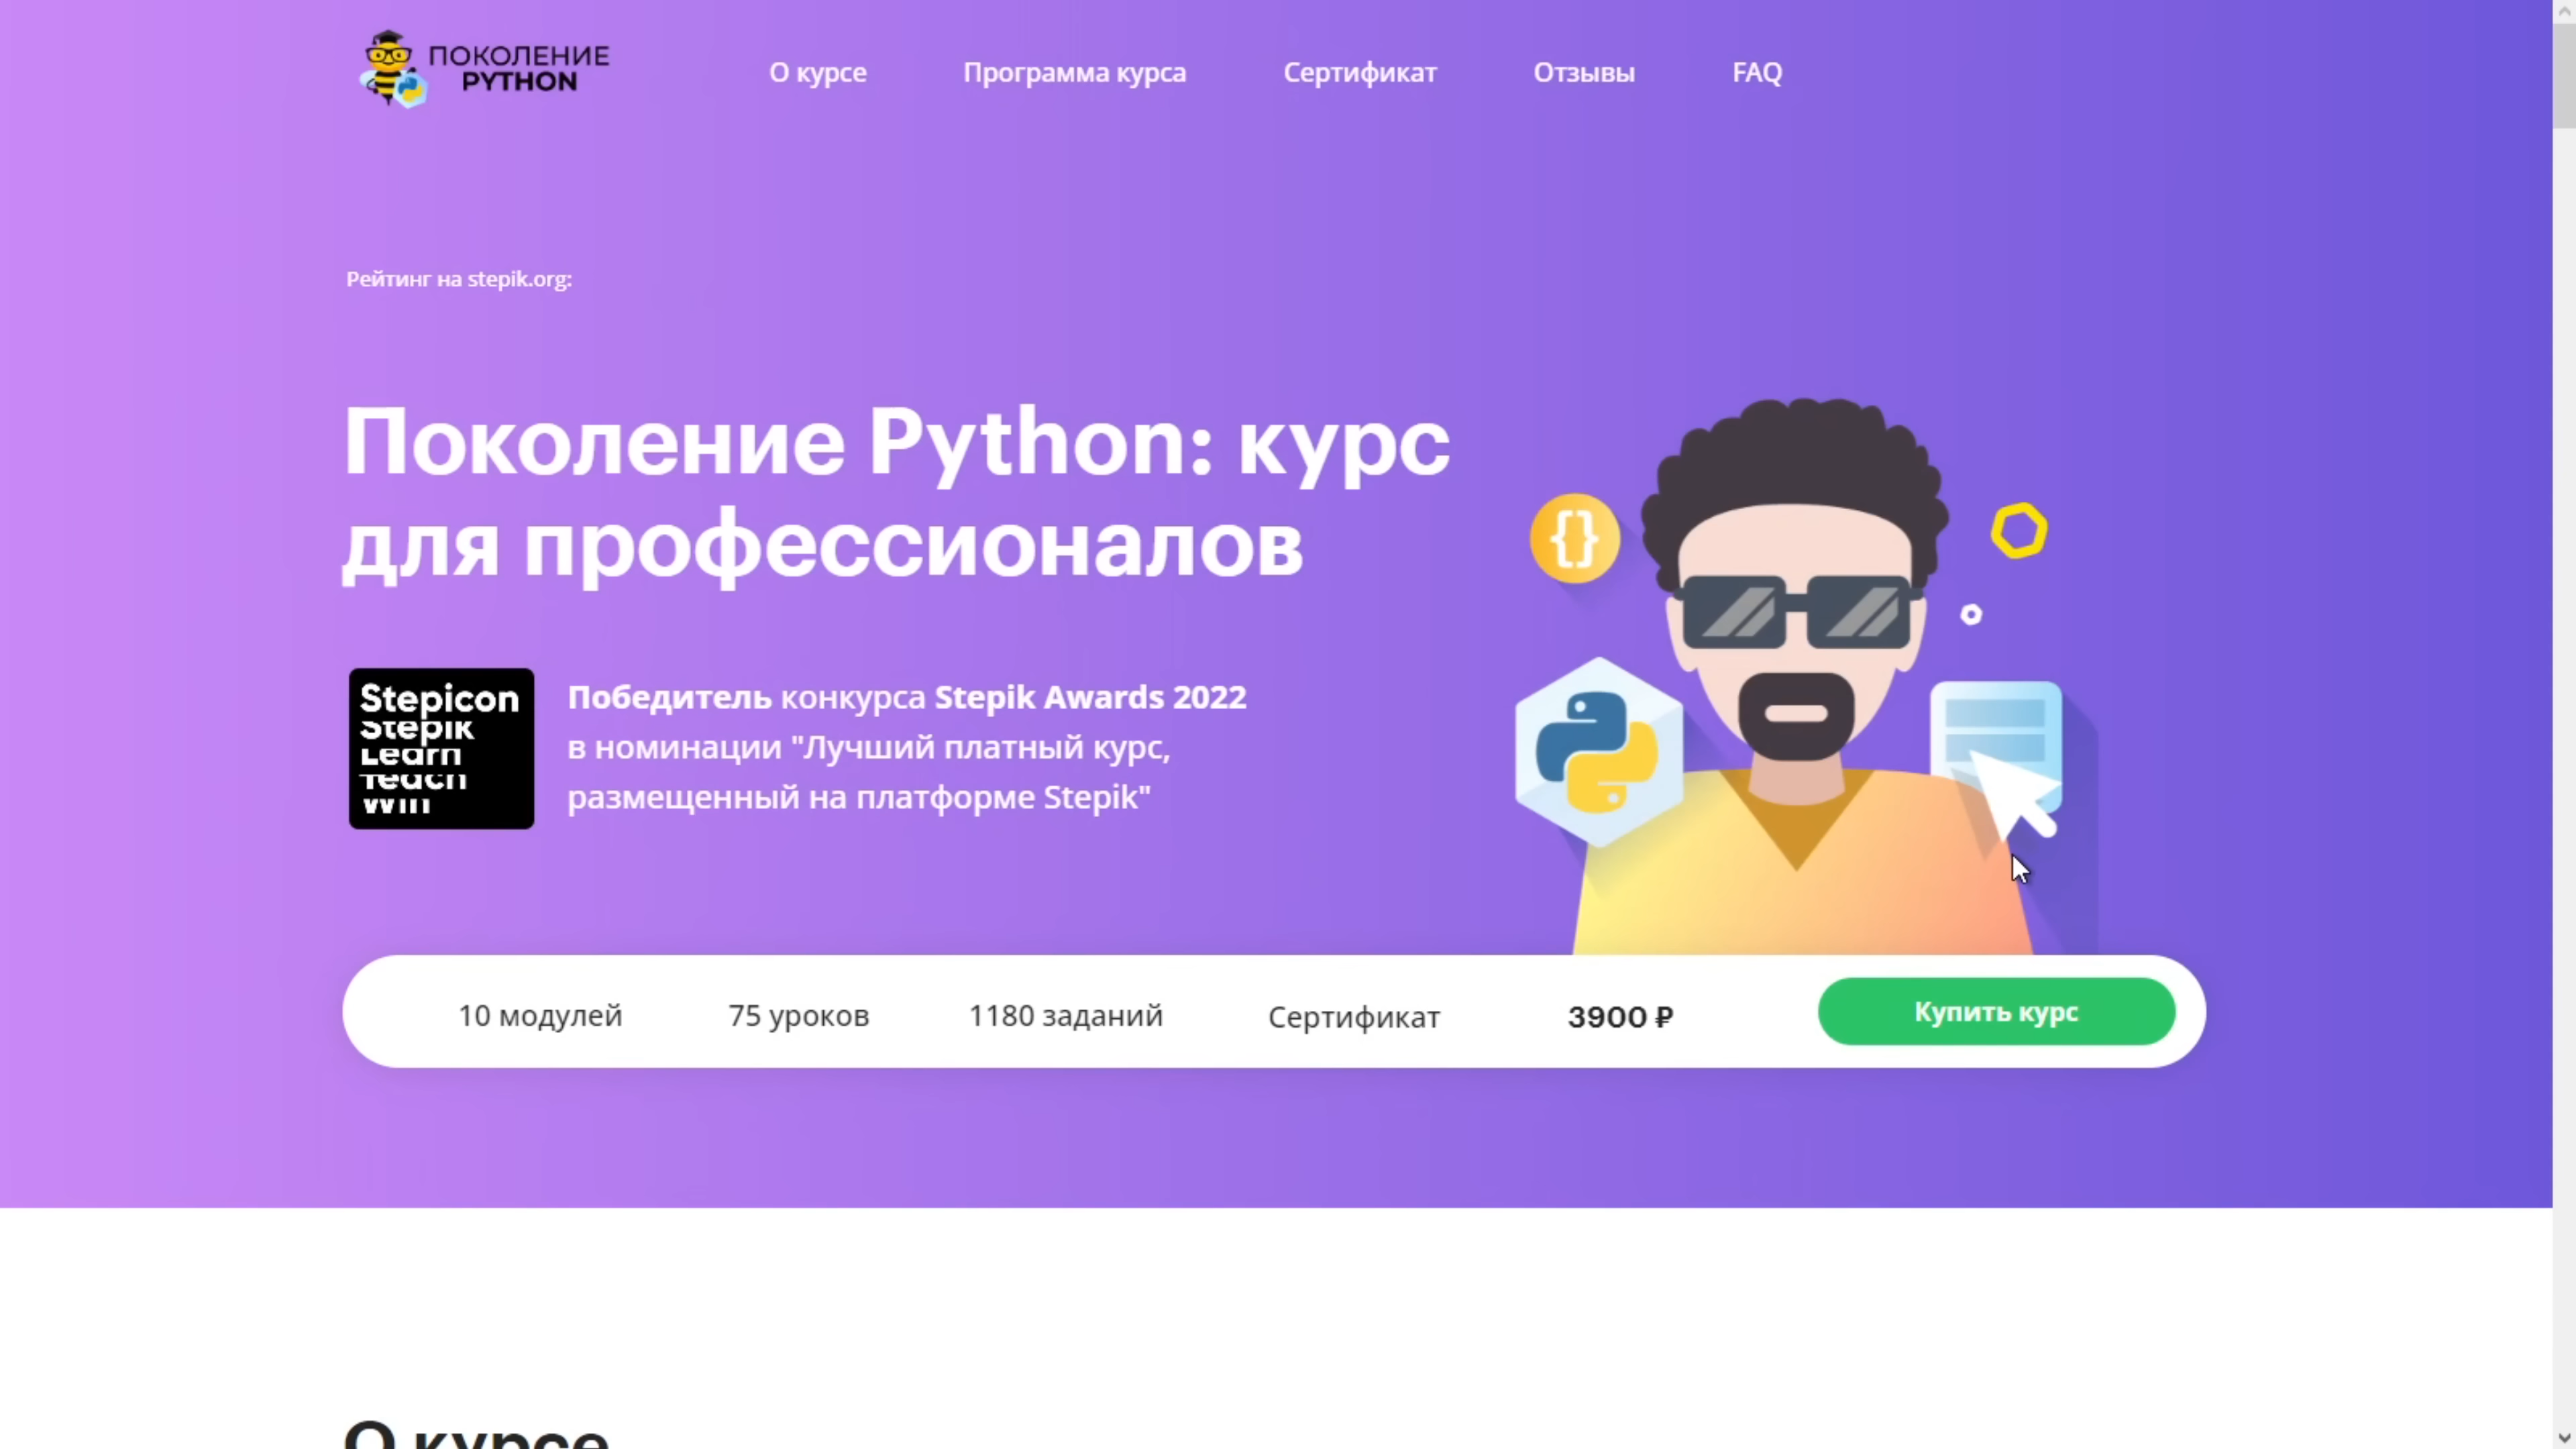 ПОКОЛЕНИЕ
PYTHON
О курсе
Программа курса
Сертификат
Отзывы
FAQ
Рейтинг на stepik.org:
Поколение Python: курс
для профессионалов
Stepicon
Stepik
Learn
Teach
Win
Победитель конкурса Stepik Awards 2022
в номинации "Лучший платный курс,
размещенный на платформе Stepik"
{}
10 модулей
75 уроков
1180 заданий
Сертификат
3900 ₽
Купить курс
О курсе